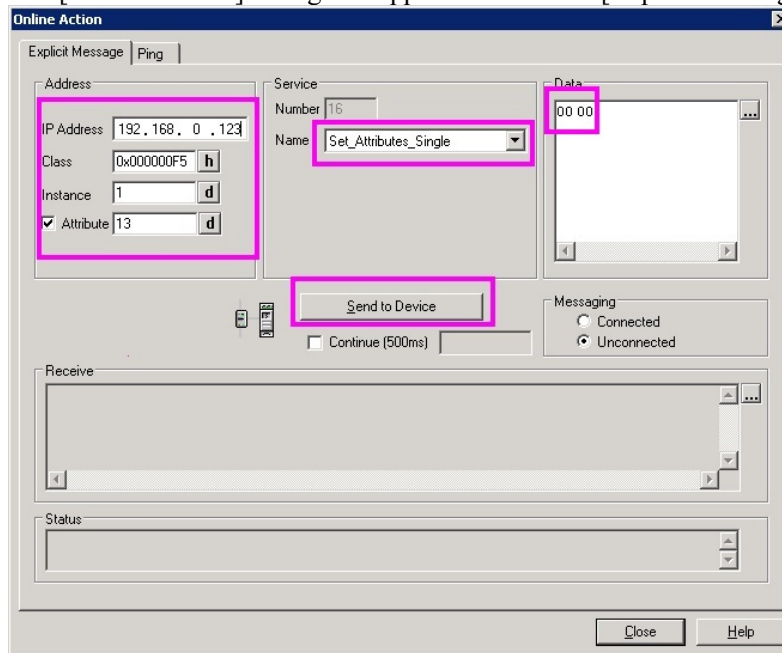 Online Action
Explicit Message Ping
Address
IP Address 192.168. 0 .123
Class 0x000000F5 h
Instance 1 d
Attribute 13 d
Service
Number 16
Name Set_Attributes_Single
Data
00 00
...
Send to Device
Continue (500ms)
Messaging
Connected
Unconnected
Receive
...
Status
Close Help